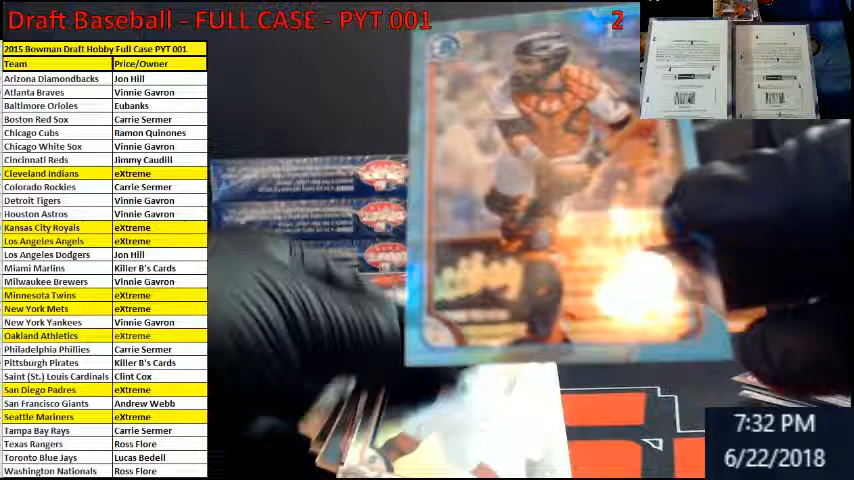 Draft Baseball - FULL CASE - PYT 001
2
2015 Bowman Draft Hobby Full Case PYT 001
Team Price/Owner
Arizona Diamondbacks Jon Hill
Atlanta Braves Vinnie Gavron
Baltimore Orioles Eubanks
Boston Red Sox Carrie Sermer
Chicago Cubs Ramon Quinones
Chicago White Sox Vinnie Gavron
Cincinnati Reds Jimmy Caudill
Cleveland Indians eXtreme
Colorado Rockies Carrie Sermer
Detroit Tigers Vinnie Gavron
Houston Astros Vinnie Gavron
Kansas City Royals eXtreme
Los Angeles Angels eXtreme
Los Angeles Dodgers Jon Hill
Miami Marlins Killer B's Cards
Milwaukee Brewers Vinnie Gavron
Minnesota Twins eXtreme
New York Mets eXtreme
New York Yankees Vinnie Gavron
Oakland Athletics eXtreme
Philadelphia Phillies Carrie Sermer
Pittsburgh Pirates Killer B's Cards
Saint (St.) Louis Cardinals Clint Cox
San Diego Padres eXtreme
San Francisco Giants Andrew Webb
Seattle Mariners eXtreme
Tampa Bay Rays Carrie Sermer
Texas Rangers Ross Flore
Toronto Blue Jays Lucas Bedell
Washington Nationals Ross Flore
7:32 PM
6/22/2018